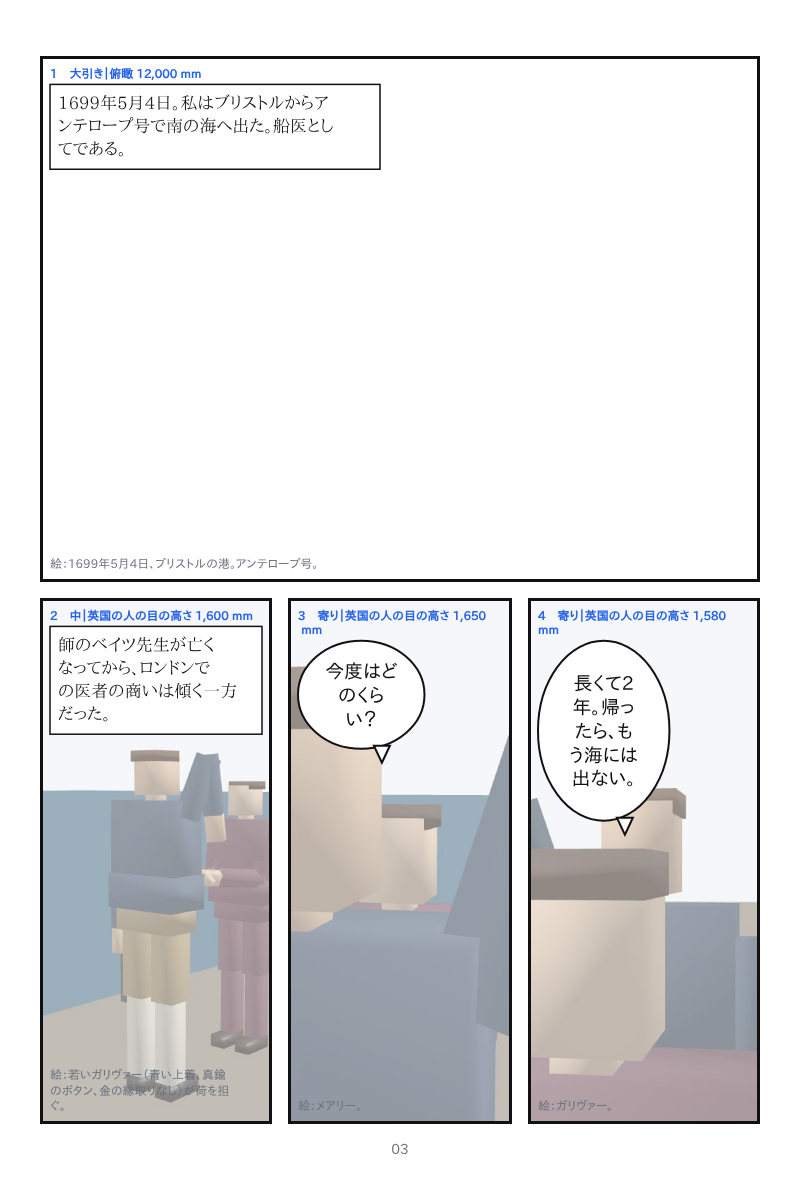 1 大引き|俯瞰 12,000 mm
1699年5月4日。私はブリストルからア
ンテロープ号で南の海へ出た。船医とし
てである。
絵：1699年5月4日、ブリストルの港。アンテロープ号。
2 中|英国の人の目の高さ 1,600 mm
師のベイツ先生が亡く
なってから、ロンドンで
の医者の商いは傾く一方
だった。
絵：若いガリヴァー（青い上着、真鍮
のボタン、金の縁取りなし）が荷を担
ぐ。
3 寄り|英国の人の目の高さ 1,650
mm
今度はど
のくら
い？
絵：メアリー。
4 寄り|英国の人の目の高さ 1,580
mm
長くて2
年。帰っ
たら、も
う海には
出ない。
絵：ガリヴァー。
03